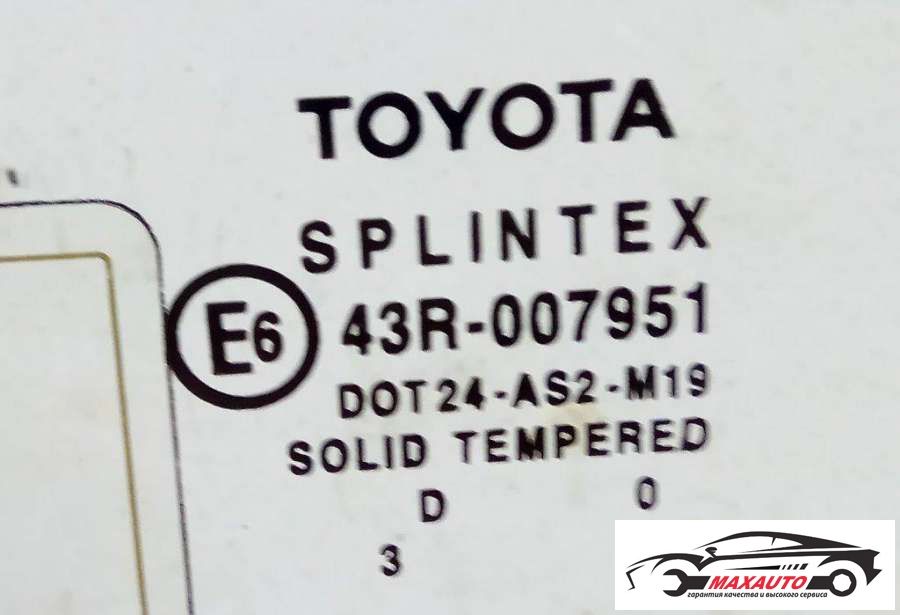 TOYOTA
SPLINTEX
E6 43R-007951
DOT24-AS2-M19
SOLID TEMPERED
D 0
3
MAXAUTO
гарантия качества и высокого сервиса